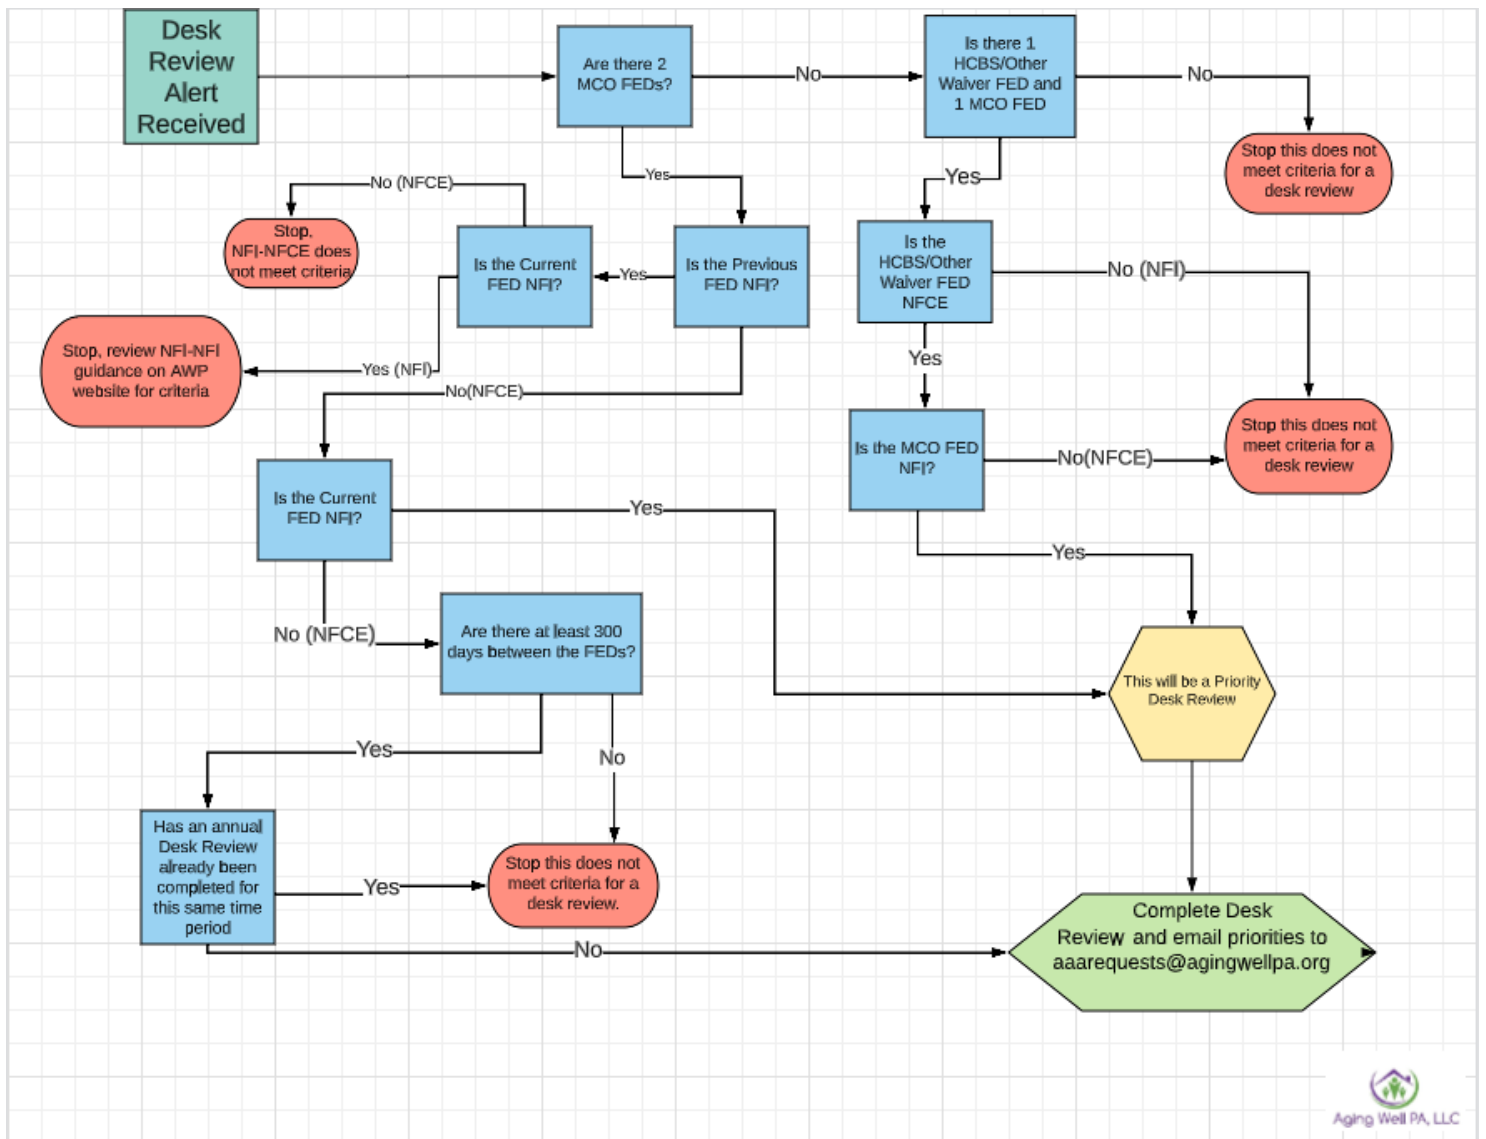 Desk
Review
Alert
Received
Are there 2
MCO FEDs?
No
Is there 1
HCBS/Other
Waiver FED and
1 MCO FED
No
Stop this does not
meet criteria for a
desk review
Yes
Yes
No (NFCE)
Stop,
NFI-NFCE does
not meet criteria
Is the Current
FED NFI?
Yes
Is the Previous
FED NFI?
Is the
HCBS/Other
Waiver FED
NFCE
No (NFI)
Stop, review NFI-NFI
guidance on AWP
website for criteria
Yes (NFI)
No(NFCE)
Yes
Is the MCO FED
NFI?
No(NFCE)
Stop this does not
meet criteria for a
desk review
Is the Current
FED NFI?
Yes
Yes
No (NFCE)
Are there at least 300
days between the FEDs?
This will be a Priority
Desk Review
Yes
No
Has an annual
Desk Review
already been
completed for
this same time
period
Yes
Stop this does not
meet criteria for a
desk review.
No
Complete Desk
Review and email priorities to
aaarequests@agingwellpa.org
Aging Well PA, LLC